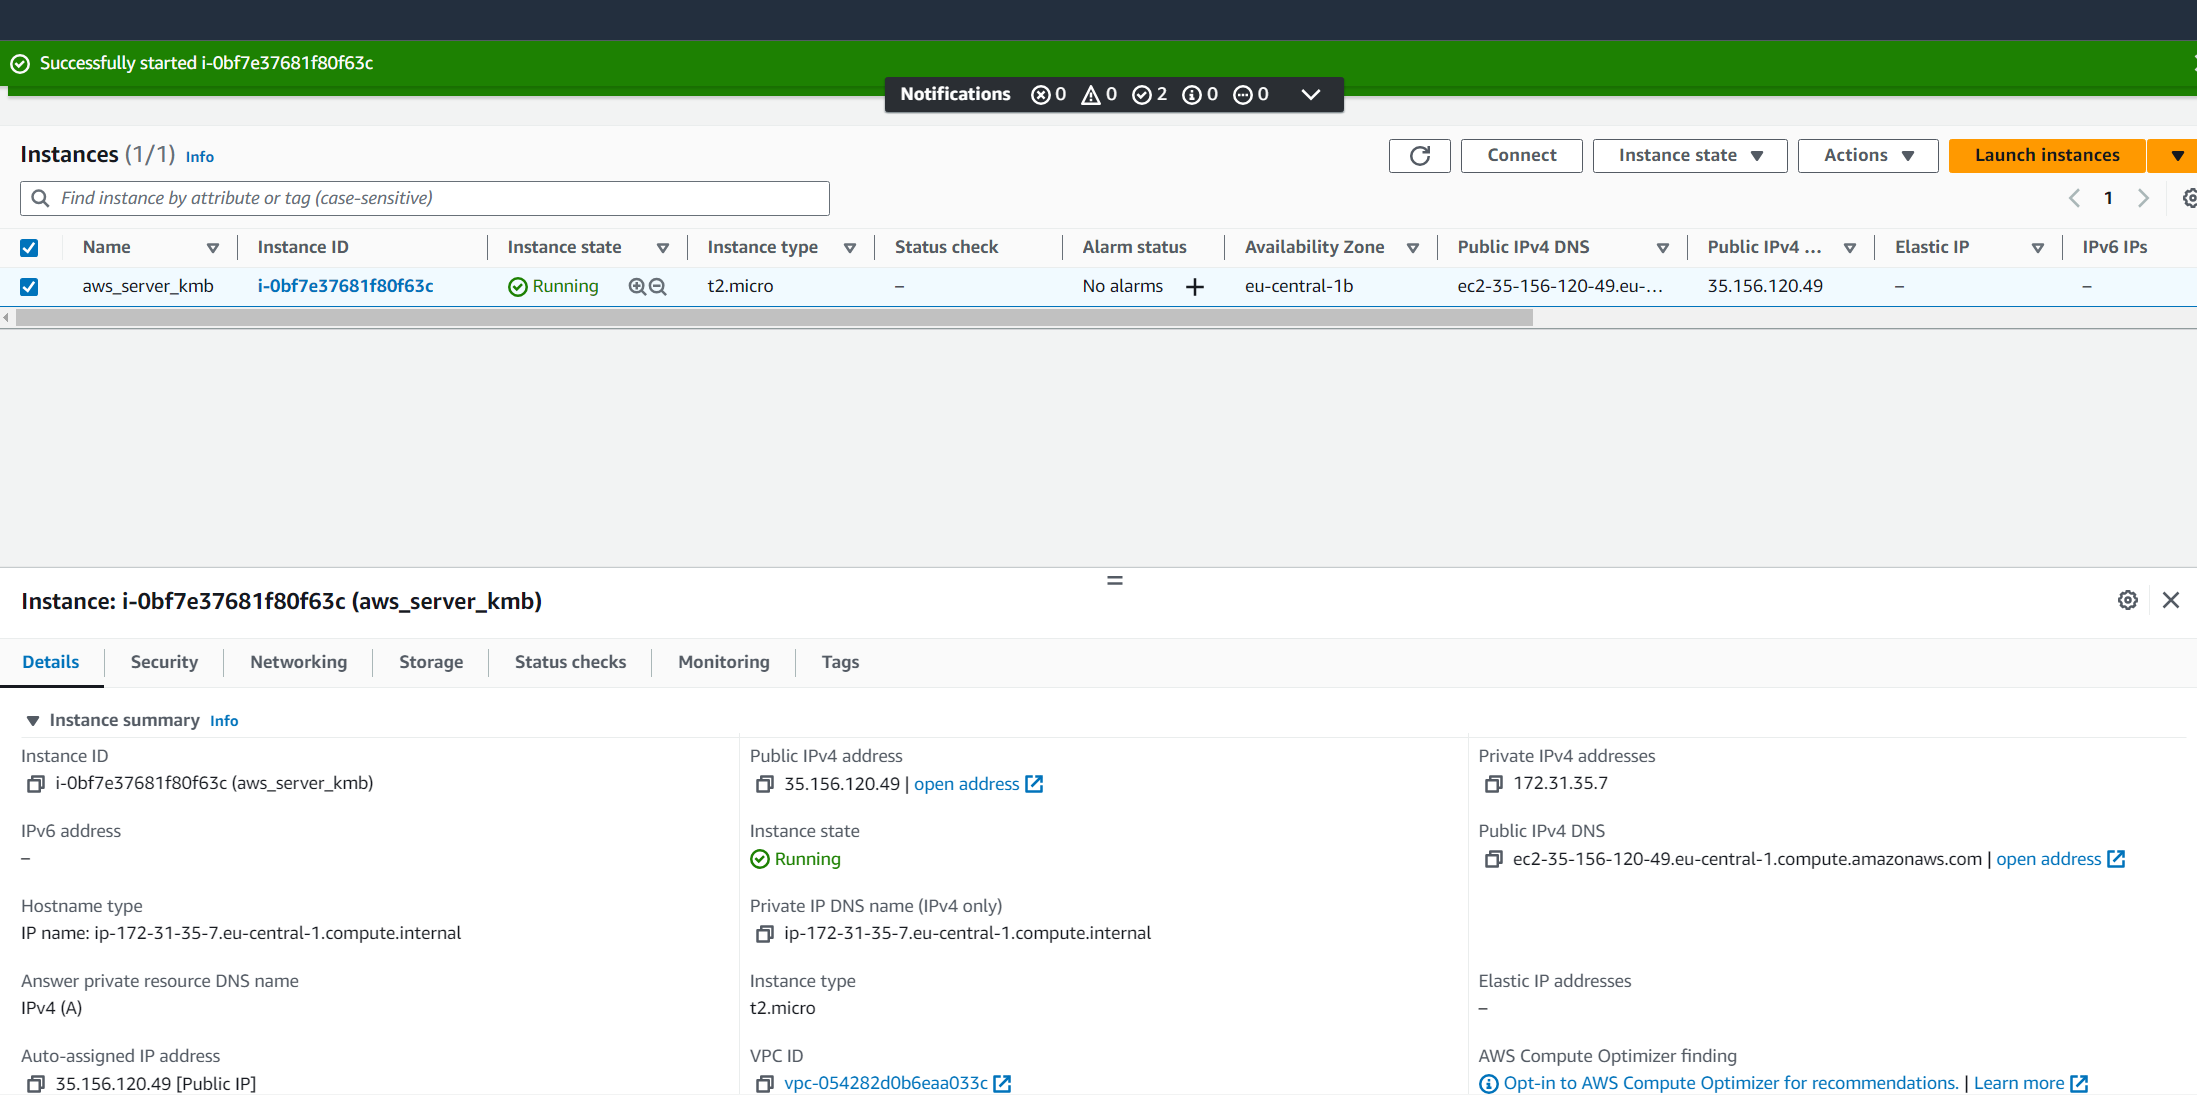 Successfully started i-0bf7e37681f80f63c
Notifications 0 0 2 0 0
Instances (1/1) Info
Connect Instance state Actions Launch instances
Find instance by attribute or tag (case-sensitive)
1
Name Instance ID Instance state Instance type Status check Alarm status Availability Zone Public IPv4 DNS Public IPv4 ... Elastic IP IPv6 IPs
aws_server_kmb i-0bf7e37681f80f63c Running t2.micro – No alarms + eu-central-1b ec2-35-156-120-49.eu-... 35.156.120.49 – –
Instance: i-0bf7e37681f80f63c (aws_server_kmb)
Details Security Networking Storage Status checks Monitoring Tags
Instance summary Info
Instance ID
i-0bf7e37681f80f63c (aws_server_kmb)
Public IPv4 address
35.156.120.49 | open address
Private IPv4 addresses
172.31.35.7
IPv6 address
–
Instance state
Running
Public IPv4 DNS
ec2-35-156-120-49.eu-central-1.compute.amazonaws.com | open address
Hostname type
IP name: ip-172-31-35-7.eu-central-1.compute.internal
Private IP DNS name (IPv4 only)
ip-172-31-35-7.eu-central-1.compute.internal
Answer private resource DNS name
IPv4 (A)
Instance type
t2.micro
Elastic IP addresses
–
Auto-assigned IP address
35.156.120.49 [Public IP]
VPC ID
vpc-054282d0b6eaa033c
AWS Compute Optimizer finding
Opt-in to AWS Compute Optimizer for recommendations. | Learn more